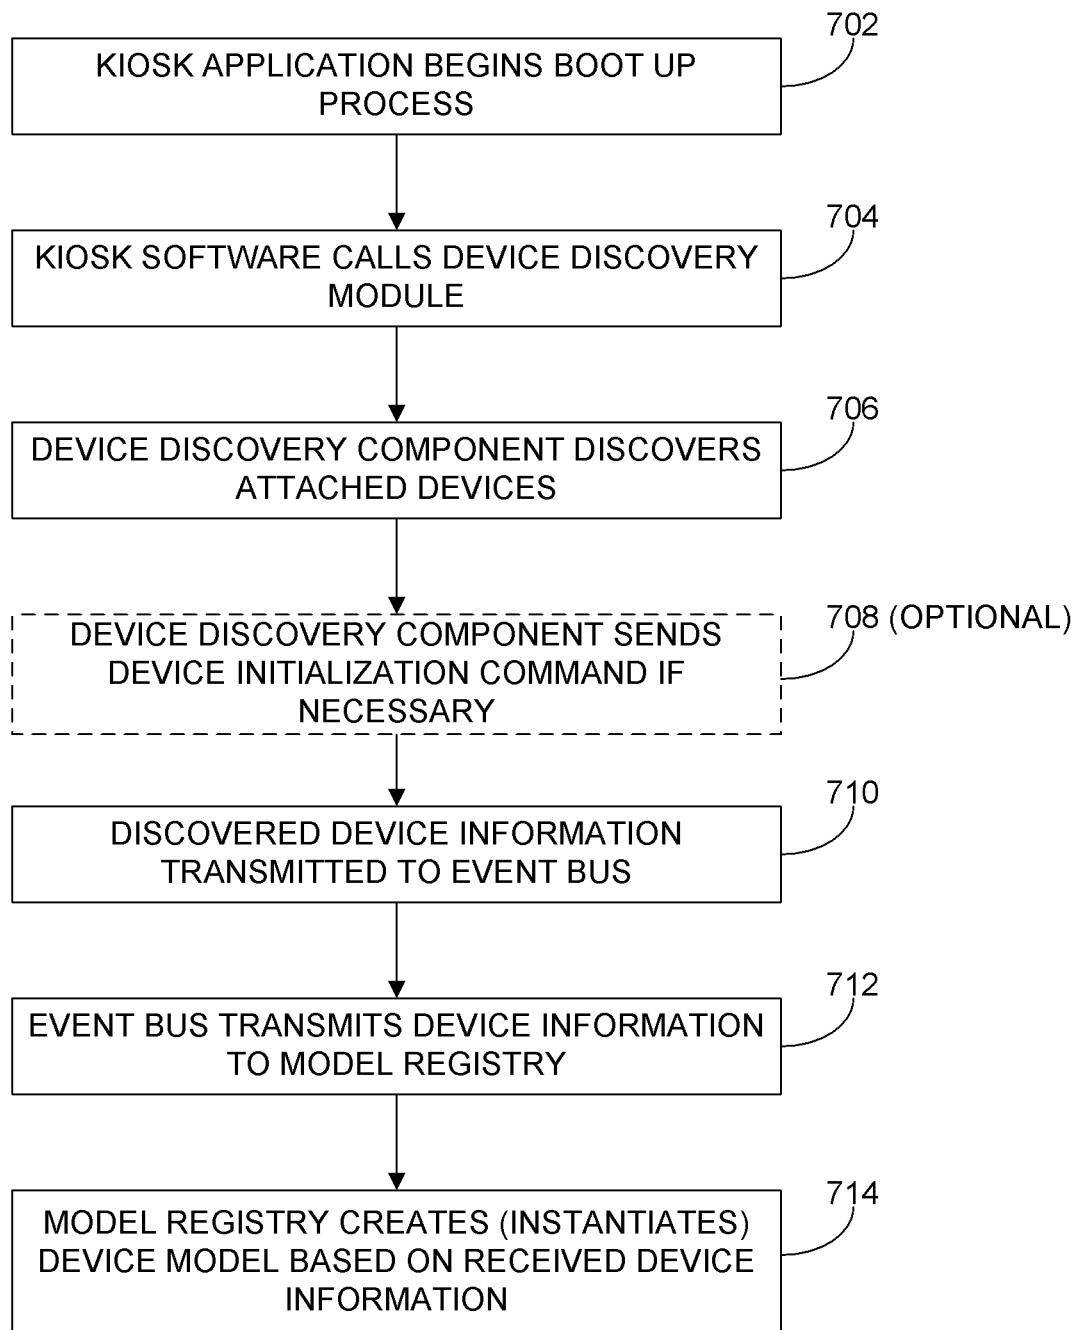 702
KIOSK APPLICATION BEGINS BOOT UP
PROCESS
704
KIOSK SOFTWARE CALLS DEVICE DISCOVERY
MODULE
706
DEVICE DISCOVERY COMPONENT DISCOVERS
ATTACHED DEVICES
708 (OPTIONAL)
DEVICE DISCOVERY COMPONENT SENDS
DEVICE INITIALIZATION COMMAND IF
NECESSARY
710
DISCOVERED DEVICE INFORMATION
TRANSMITTED TO EVENT BUS
712
EVENT BUS TRANSMITS DEVICE INFORMATION
TO MODEL REGISTRY
714
MODEL REGISTRY CREATES (INSTANTIATES)
DEVICE MODEL BASED ON RECEIVED DEVICE
INFORMATION